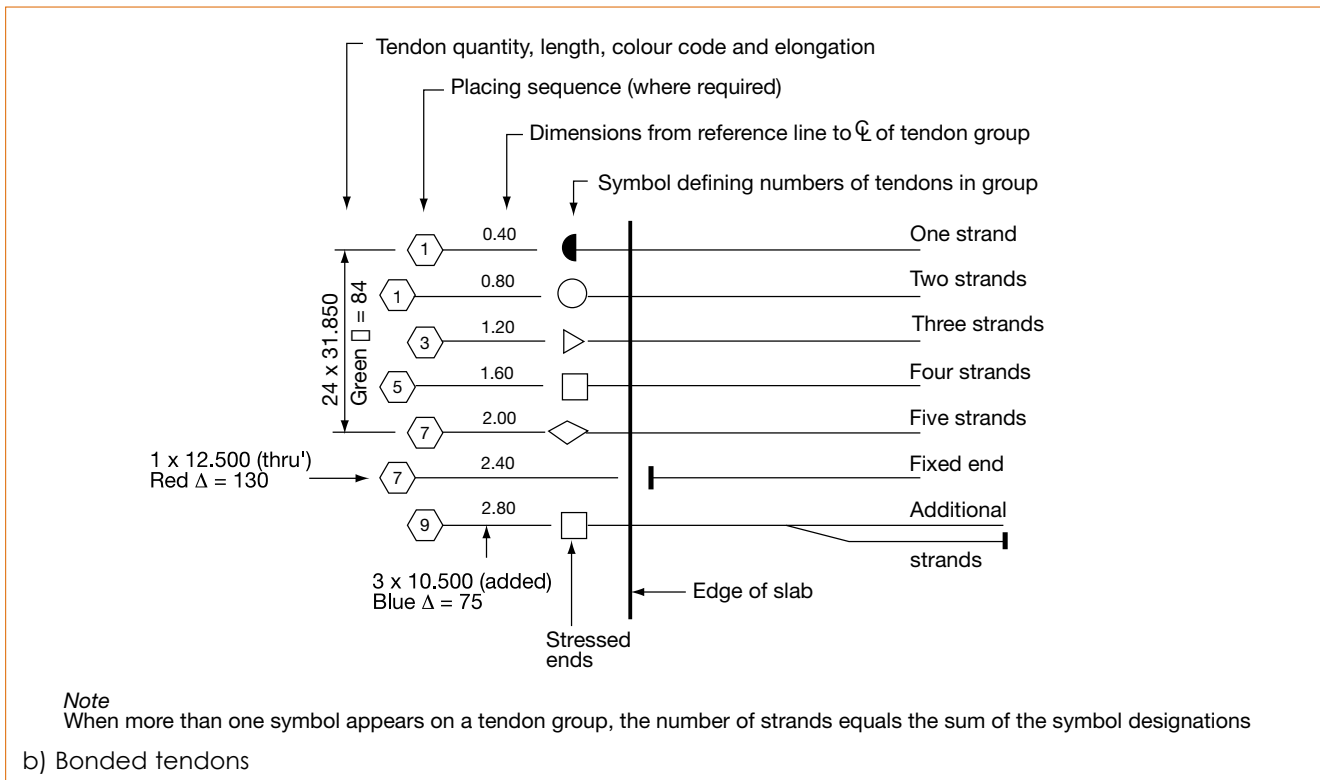 Tendon quantity, length, colour code and elongation
Placing sequence (where required)
Dimensions from reference line to ℄ of tendon group
Symbol defining numbers of tendons in group
1 0.40 One strand
1 0.80 Two strands
3 1.20 Three strands
5 1.60 Four strands
7 2.00 Five strands
24 x 31.850
Green ▯ = 84
1 x 12.500 (thru')
Red Δ = 130
7 2.40 Fixed end
9 2.80 Additional
strands
3 x 10.500 (added)
Blue Δ = 75
Edge of slab
Stressed
ends
Note
When more than one symbol appears on a tendon group, the number of strands equals the sum of the symbol designations
b) Bonded tendons